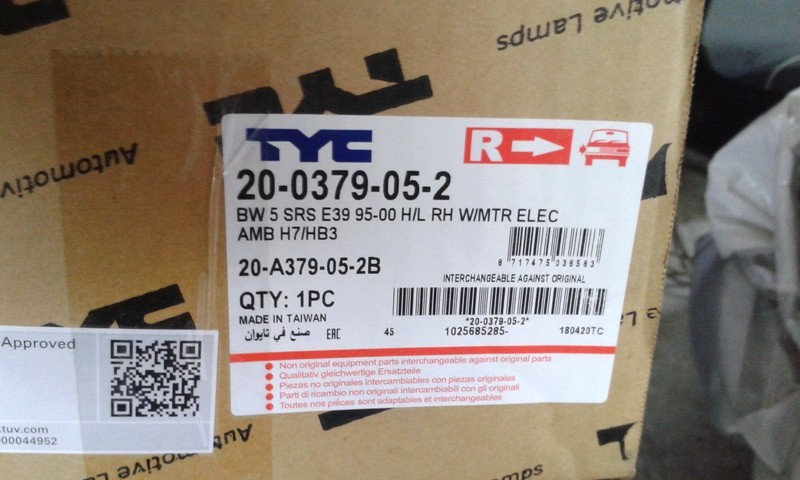 Automotive Lamps
Automotive
TYC
R
20-0379-05-2
BW 5 SRS E39 95-00 H/L RH W/MTR ELEC
AMB H7/HB3
8 717475 038583
20-A379-05-2B
INTERCHANGEABLE AGAINST ORIGINAL
QTY: 1PC
*20-0379-05-2*
MADE IN TAIWAN
صنع في تايوان EAC 45 1025685285- 180420TC
Non original equipment parts interchangeable against original parts
Qualitativ gleichwertige Ersatzteile
Piezas no originales intercambiables con piezas originales
Parti di ricambio non originali intercambiabili con gli originali
Toutes nos pièces sont adaptables et interchangeables
Approved
.tuv.com
00044952